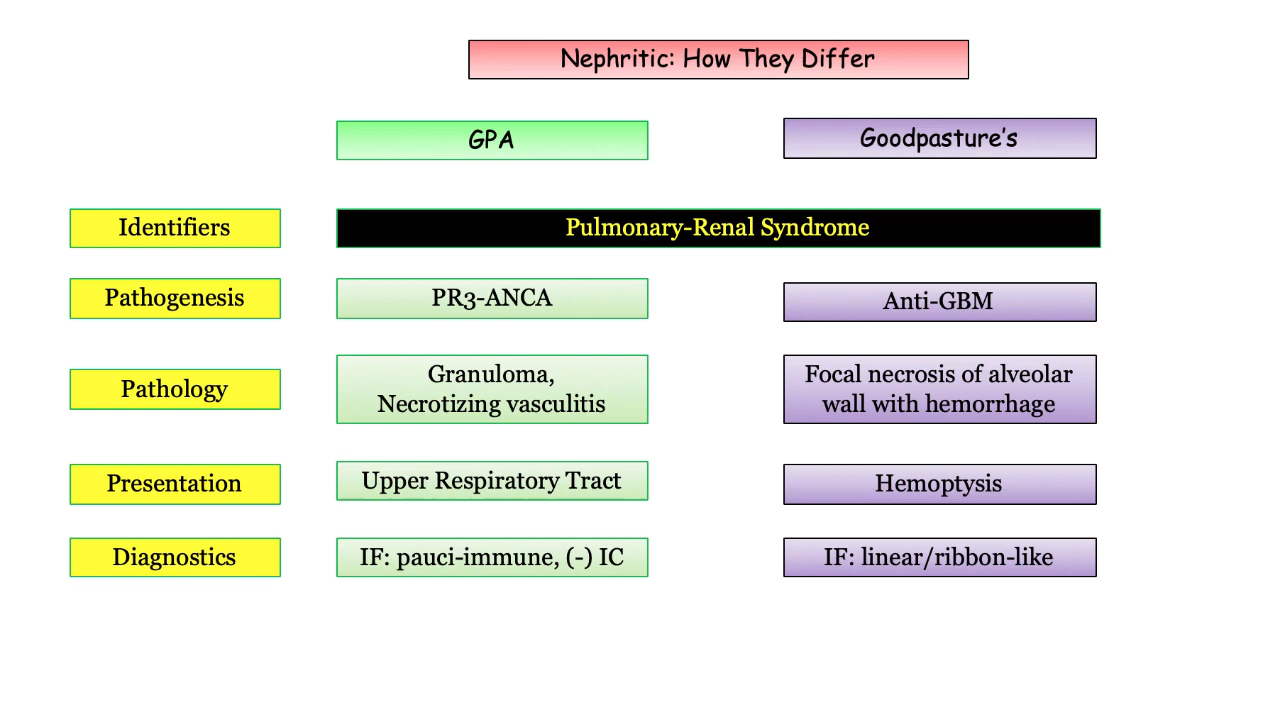 Nephritic: How They Differ
GPA
Goodpasture's
Identifiers
Pulmonary-Renal Syndrome
Pathogenesis
PR3-ANCA
Anti-GBM
Pathology
Granuloma,
Necrotizing vasculitis
Focal necrosis of alveolar
wall with hemorrhage
Presentation
Upper Respiratory Tract
Hemoptysis
Diagnostics
IF: pauci-immune, (-) IC
IF: linear/ribbon-like